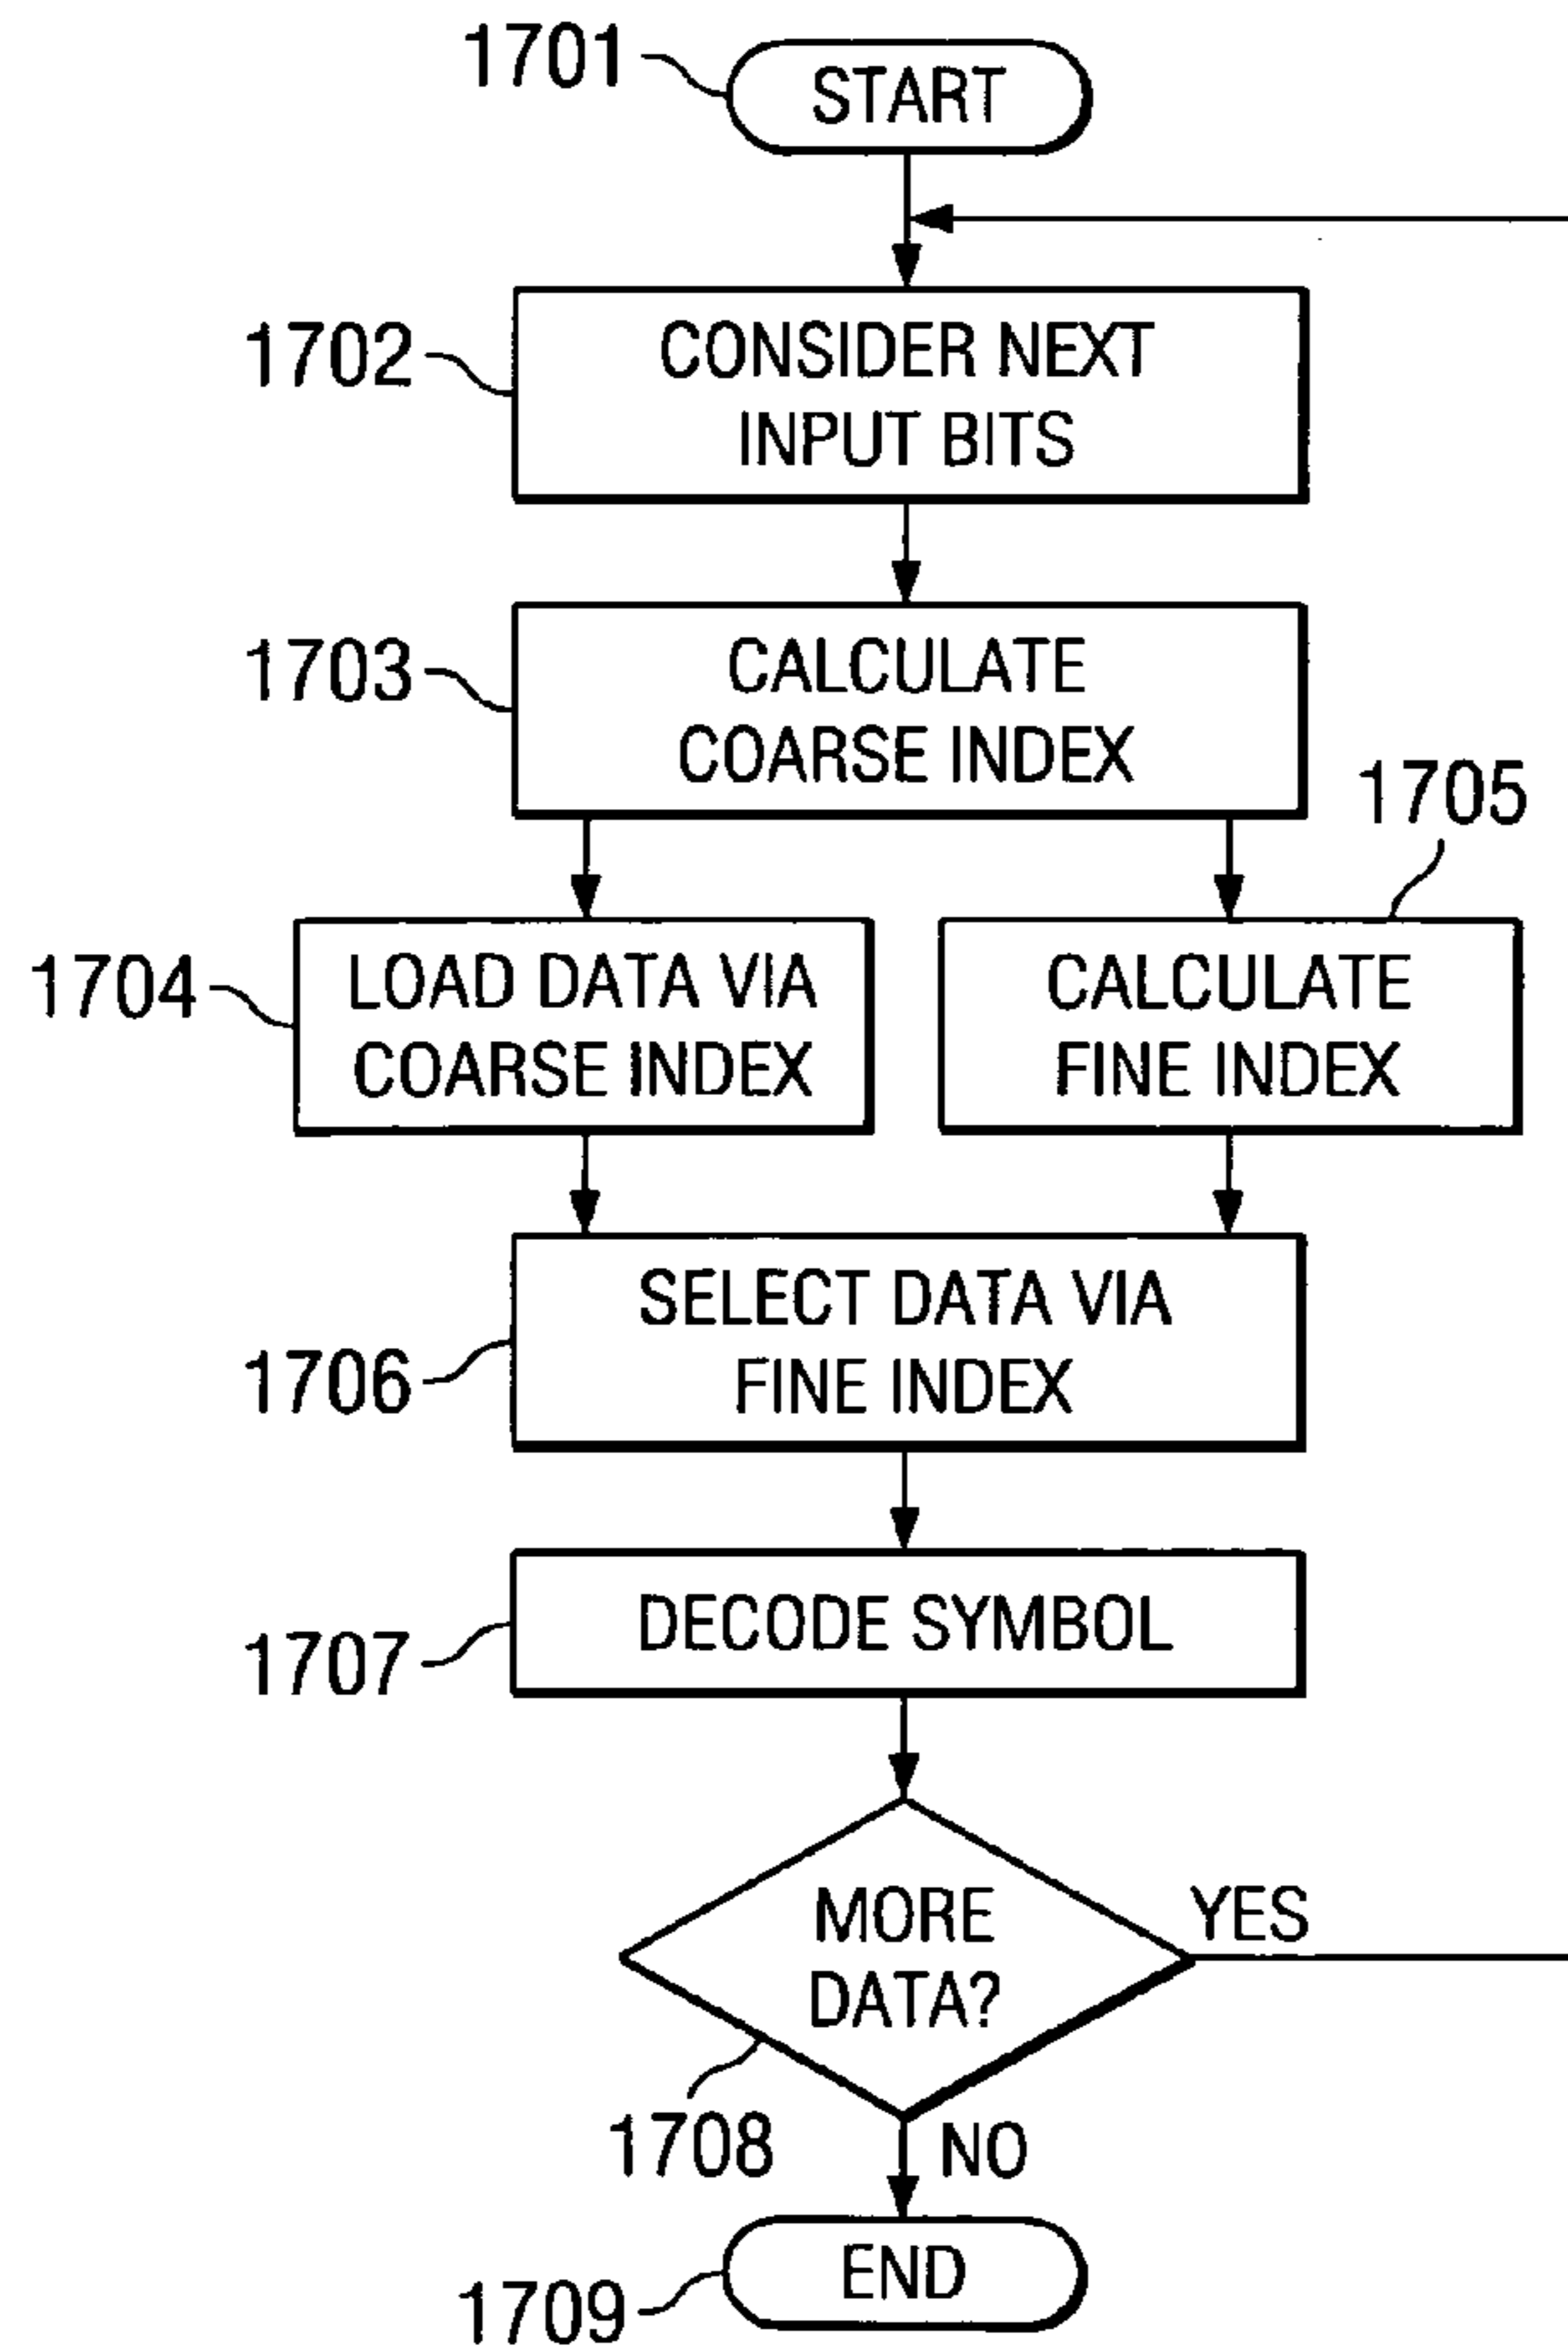 1701
START
1702
CONSIDER NEXT
INPUT BITS
1703
CALCULATE
COARSE INDEX
1705
1704
LOAD DATA VIA
COARSE INDEX
CALCULATE
FINE INDEX
1706
SELECT DATA VIA
FINE INDEX
1707
DECODE SYMBOL
MORE
DATA?
YES
1708
NO
1709
END